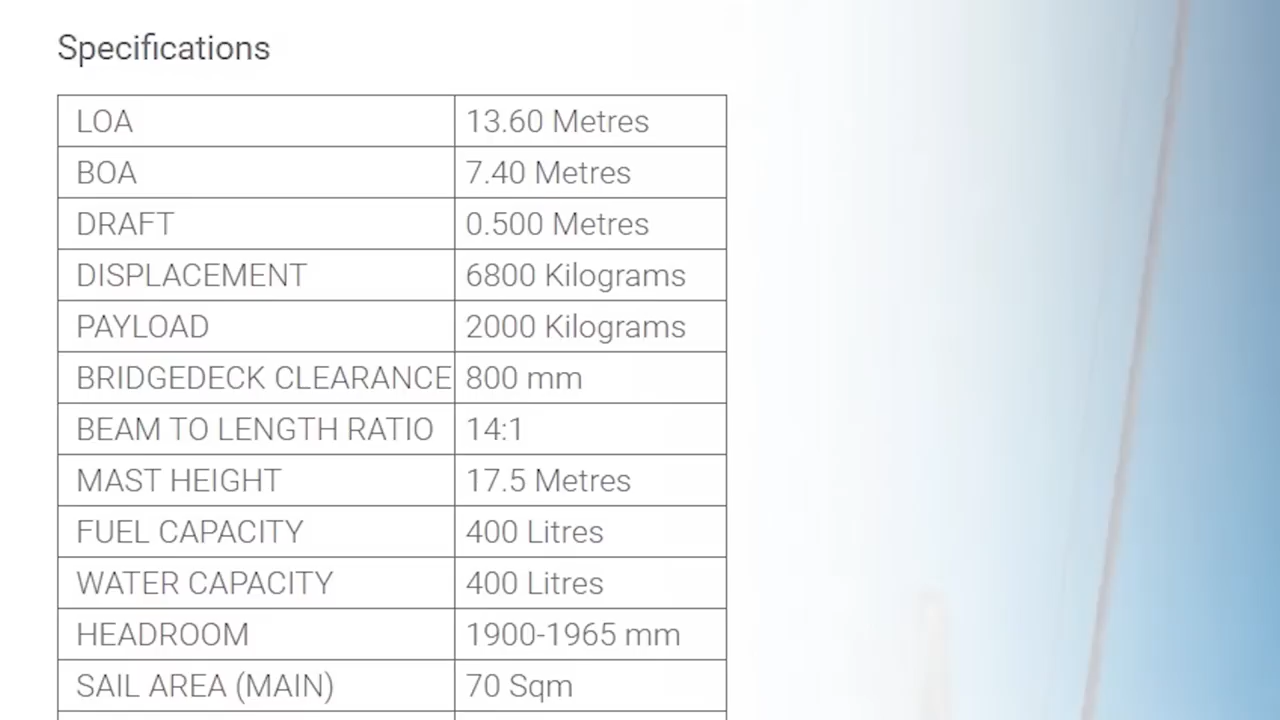 Specifications
LOA 13.60 Metres
BOA 7.40 Metres
DRAFT 0.500 Metres
DISPLACEMENT 6800 Kilograms
PAYLOAD 2000 Kilograms
BRIDGEDECK CLEARANCE 800 mm
BEAM TO LENGTH RATIO 14:1
MAST HEIGHT 17.5 Metres
FUEL CAPACITY 400 Litres
WATER CAPACITY 400 Litres
HEADROOM 1900-1965 mm
SAIL AREA (MAIN) 70 Sqm